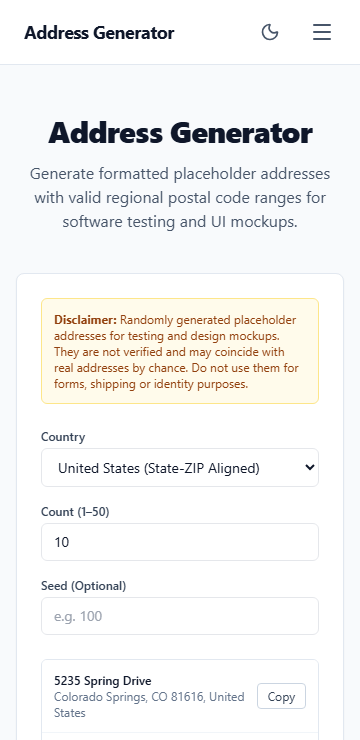 Address Generator
Address Generator
Generate formatted placeholder addresses
with valid regional postal code ranges for
software testing and UI mockups.
Disclaimer: Randomly generated placeholder
addresses for testing and design mockups.
They are not verified and may coincide with
real addresses by chance. Do not use them for
forms, shipping or identity purposes.
Country
United States (State-ZIP Aligned)
Count (1–50)
10
Seed (Optional)
e.g. 100
5235 Spring Drive
Colorado Springs, CO 81616, United
States
Copy